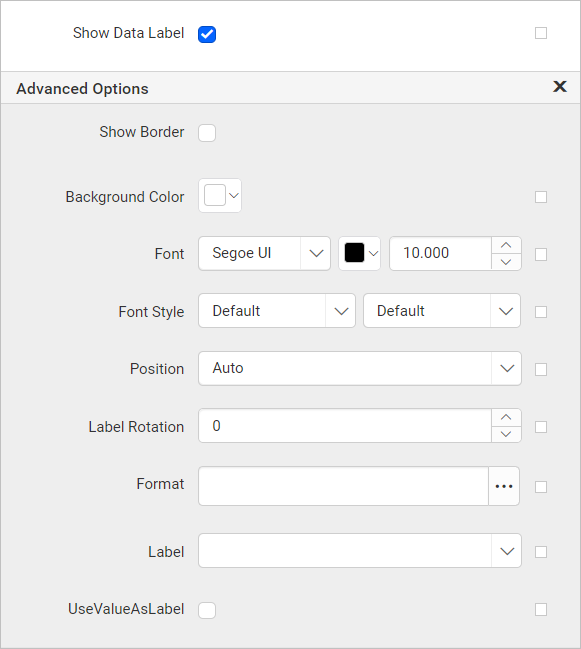 Show Data Label
Advanced Options
Show Border
Background Color
Font Segoe UI 10.000
Font Style Default Default
Position Auto
Label Rotation 0
Format ...
Label
UseValueAsLabel